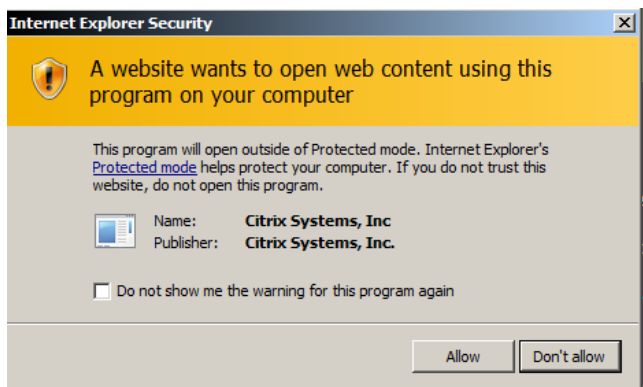 Internet Explorer Security
A website wants to open web content using this
program on your computer
This program will open outside of Protected mode. Internet Explorer's
Protected mode helps protect your computer. If you do not trust this
website, do not open this program.
Name: Citrix Systems, Inc
Publisher: Citrix Systems, Inc.
Do not show me the warning for this program again
Allow Don't allow